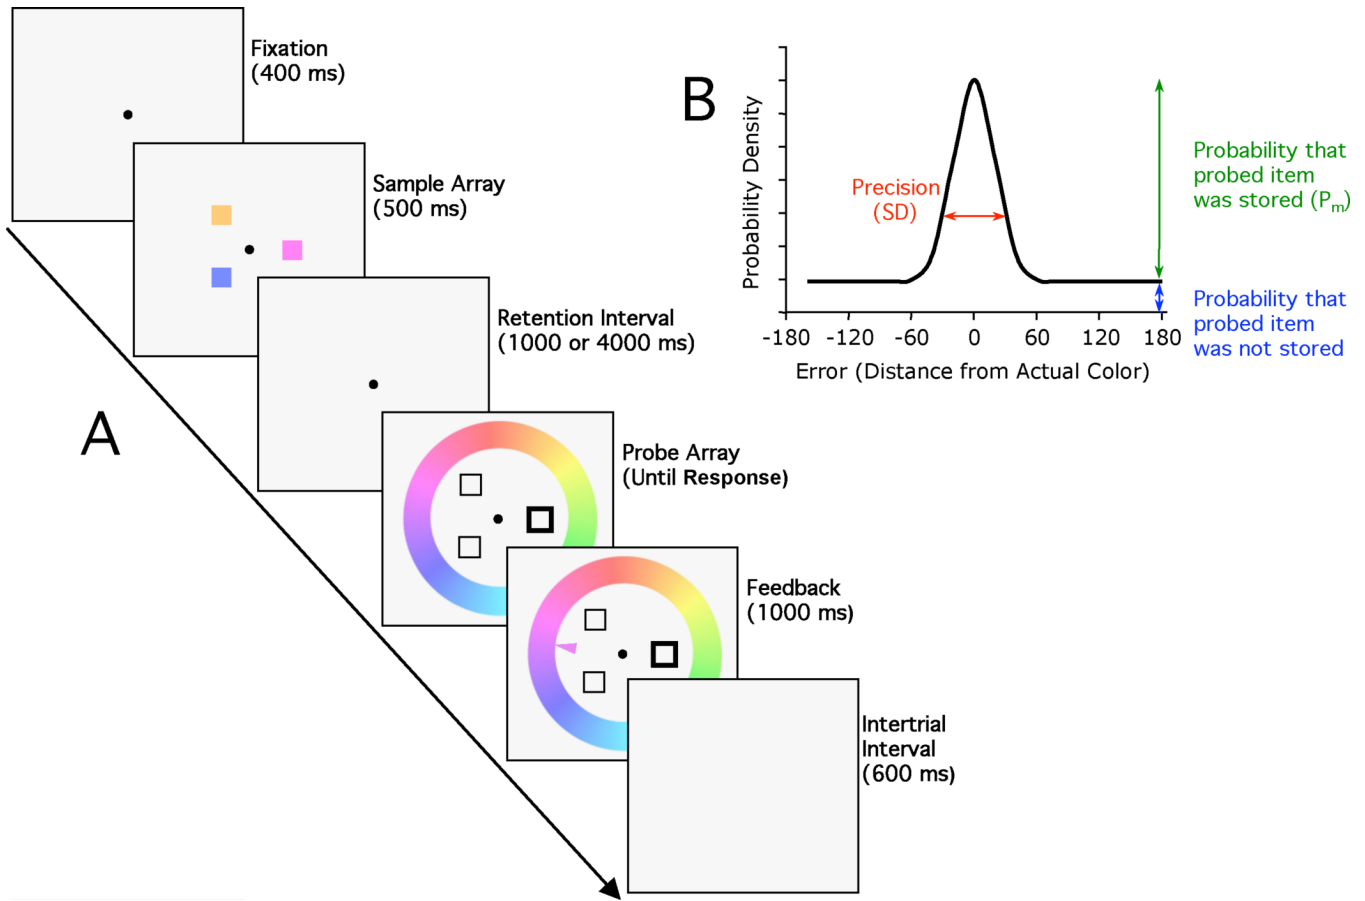 Fixation
(400 ms)
Sample Array
(500 ms)
Retention Interval
(1000 or 4000 ms)
A
Probe Array
(Until Response)
Feedback
(1000 ms)
Intertrial
Interval
(600 ms)
B
Probability Density
Precision
(SD)
-180 -120 -60 0 60 120 180
Error (Distance from Actual Color)
Probability that
probed item
was stored (Pm)
Probability that
probed item
was not stored